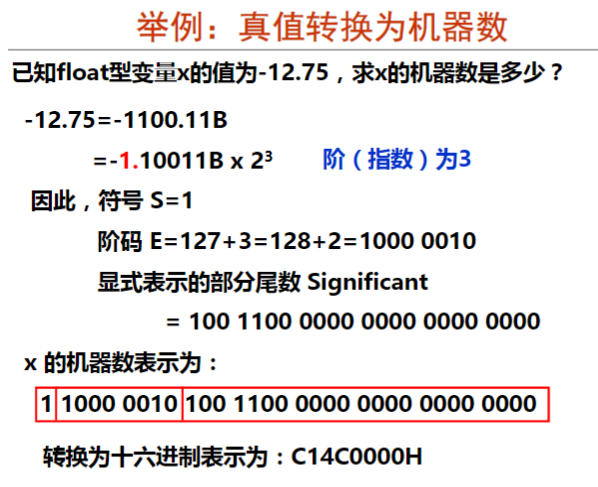 举例：真值转换为机器数
已知float型变量x的值为-12.75，求x的机器数是多少？
-12.75=-1100.11B
=-1.10011B x 2³ 阶（指数）为3
因此，符号 S=1
阶码 E=127+3=128+2=1000 0010
显式表示的部分尾数 Significant
= 100 1100 0000 0000 0000 0000
x 的机器数表示为：
1 1000 0010 100 1100 0000 0000 0000 0000
转换为十六进制表示为：C14C0000H